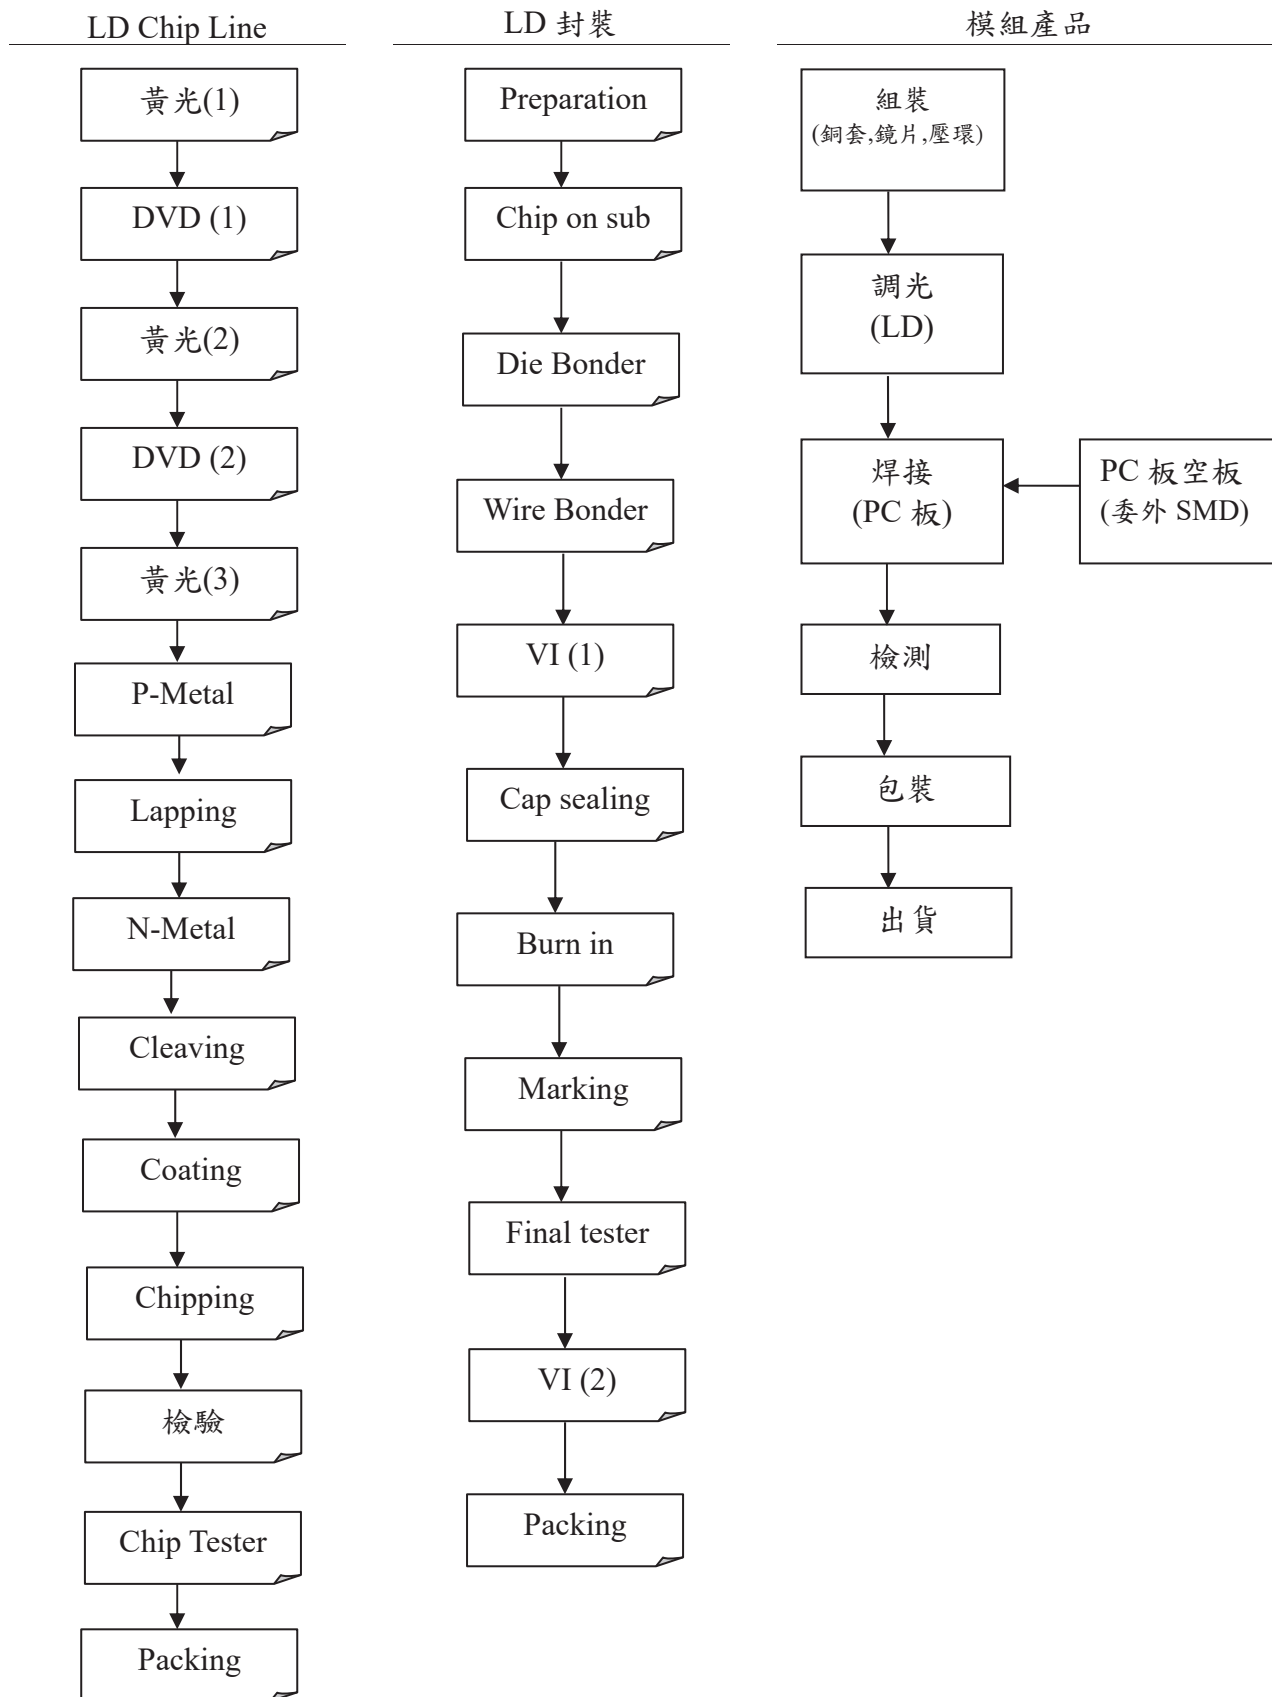 LD Chip Line
黃光(1)
DVD (1)
黃光(2)
DVD (2)
黃光(3)
P-Metal
Lapping
N-Metal
Cleaving
Coating
Chipping
檢驗
Chip Tester
Packing
LD 封裝
Preparation
Chip on sub
Die Bonder
Wire Bonder
VI (1)
Cap sealing
Burn in
Marking
Final tester
VI (2)
Packing
模組產品
組裝
(銅套,鏡片,壓環)
調光
(LD)
焊接
(PC 板)
PC 板空板
(委外 SMD)
檢測
包裝
出貨